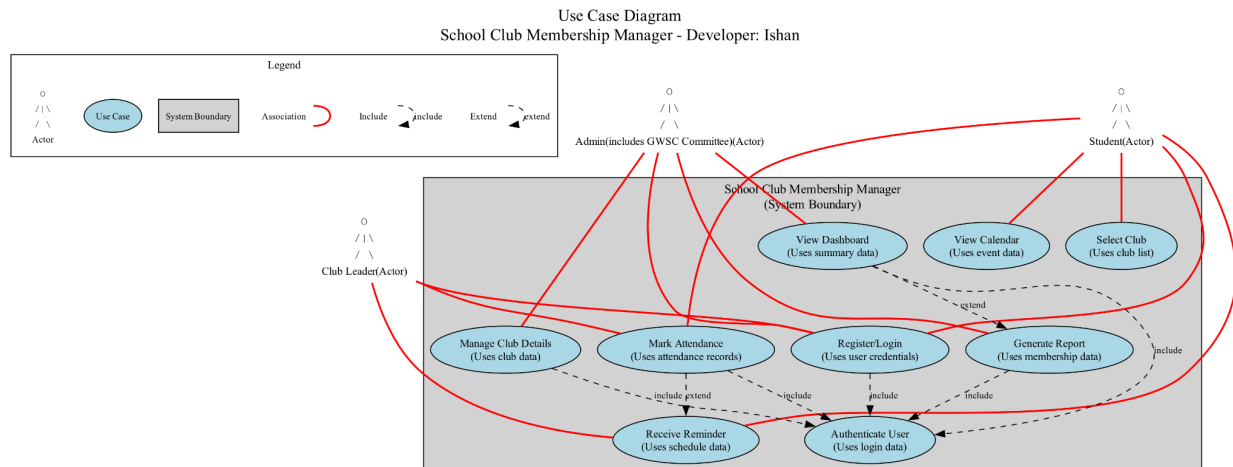 Use Case Diagram
School Club Membership Manager - Developer: Ishan
Legend
Actor
Use Case
System Boundary
Association
Include
include
Extend
extend
Admin(includes GWSC Committee)(Actor)
Student(Actor)
Club Leader(Actor)
School Club Membership Manager
(System Boundary)
View Dashboard
(Uses summary data)
View Calendar
(Uses event data)
Select Club
(Uses club list)
extend
Manage Club Details
(Uses club data)
Mark Attendance
(Uses attendance records)
Register/Login
(Uses user credentials)
Generate Report
(Uses membership data)
include
include
extend
include
include
include
Receive Reminder
(Uses schedule data)
Authenticate User
(Uses login data)